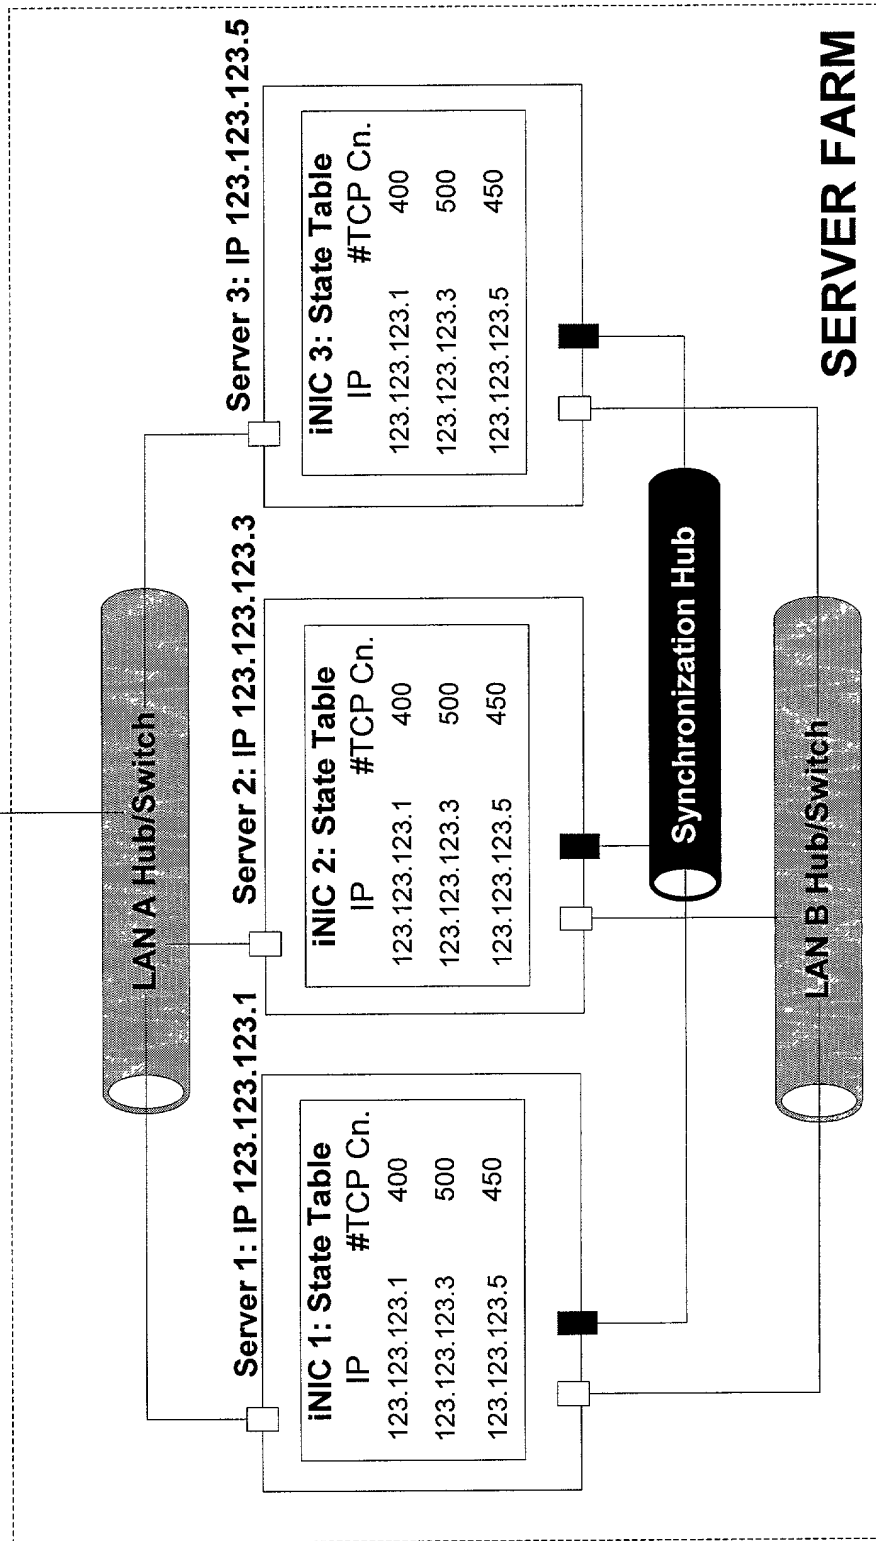 LAN A Hub/Switch
Server 1: IP 123.123.123.1
iNIC 1: State Table
IP #TCP Cn.
123.123.123.1 400
123.123.123.3 500
123.123.123.5 450
Server 2: IP 123.123.123.3
iNIC 2: State Table
IP #TCP Cn.
123.123.123.1 400
123.123.123.3 500
123.123.123.5 450
Server 3: IP 123.123.123.5
iNIC 3: State Table
IP #TCP Cn.
123.123.123.1 400
123.123.123.3 500
123.123.123.5 450
Synchronization Hub
LAN B Hub/Switch
SERVER FARM